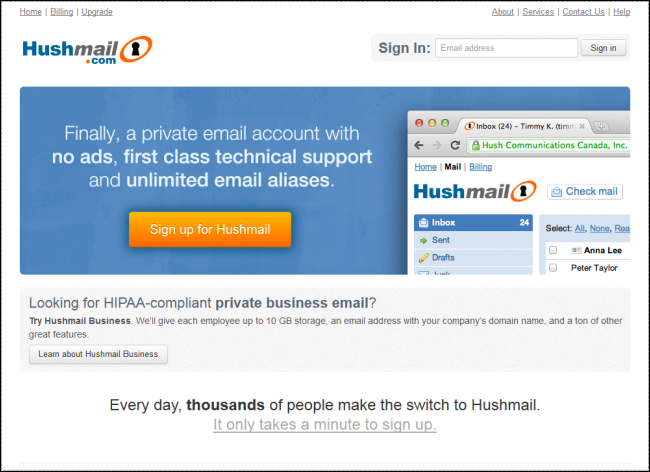 Home | Billing | Upgrade
About | Services | Contact Us | Help
Hushmail
.com
Sign In: Email address Sign in
Finally, a private email account with
no ads, first class technical support
and unlimited email aliases.
Sign up for Hushmail
Inbox (24) – Timmy K. (timm
Hush Communications Canada, Inc.
Home | Mail | Billing
Hushmail
Check mail
Inbox 24
Sent
Drafts
Junk
Select: All, None, Rea
Anna Lee
Peter Taylor
Looking for HIPAA-compliant private business email?
Try Hushmail Business. We'll give each employee up to 10 GB storage, an email address with your company's domain name, and a ton of other
great features.
Learn about Hushmail Business
Every day, thousands of people make the switch to Hushmail.
It only takes a minute to sign up.